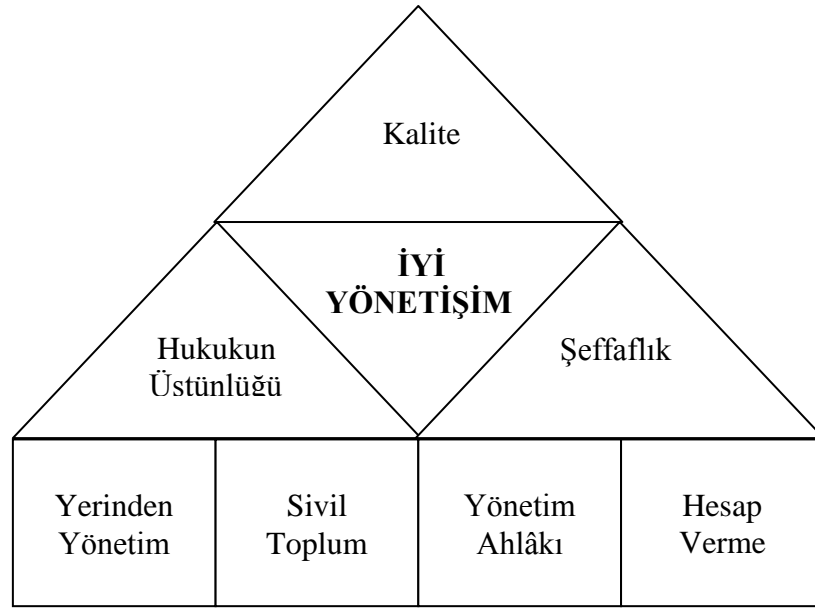 Kalite
İYİ
YÖNETİŞİM
Hukukun
Üstünlüğü
Şeffaflık
Yerinden
Yönetim
Sivil
Toplum
Yönetim
Ahlâkı
Hesap
Verme